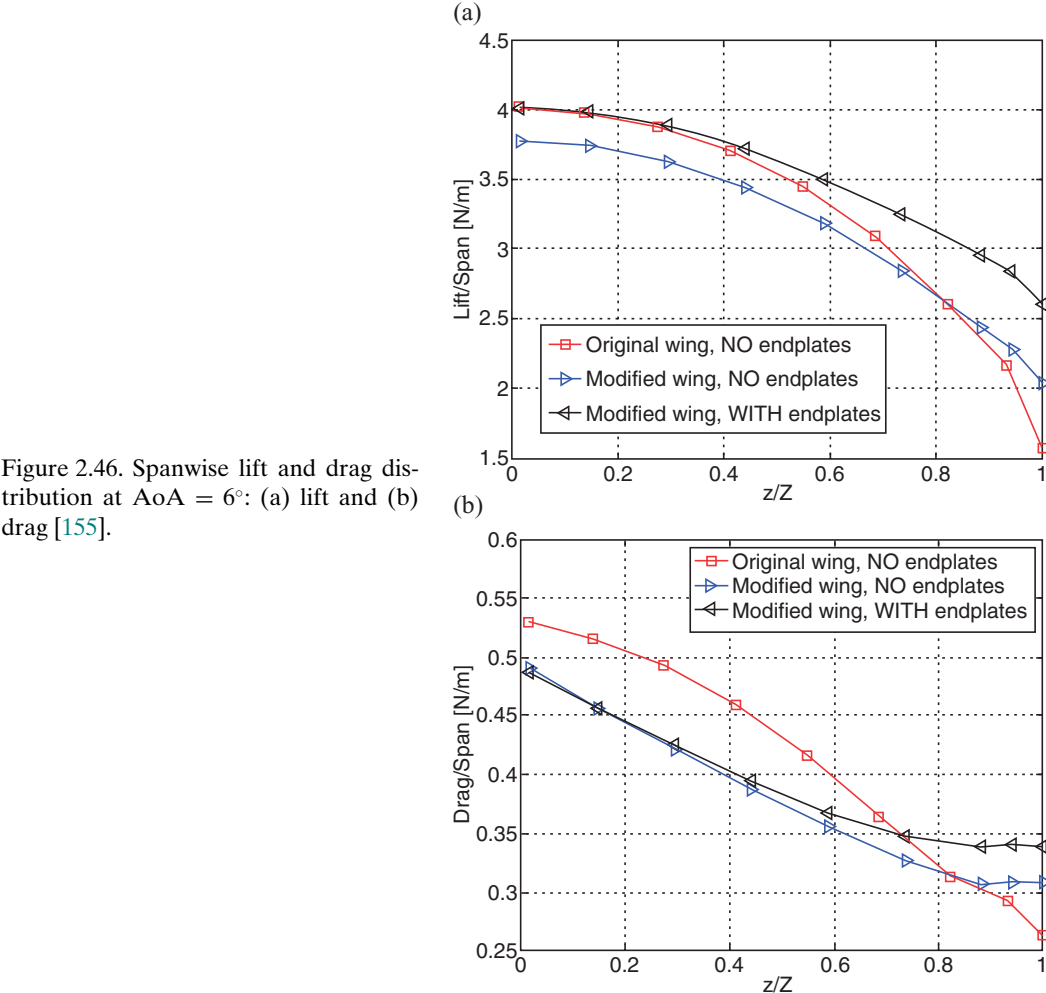 (a)
4.5
4
3.5
3
2.5
2
1.5
Lift/Span [N/m]
Original wing, NO endplates
Modified wing, NO endplates
Modified wing, WITH endplates
0 0.2 0.4 0.6 0.8 1
z/Z
Figure 2.46. Spanwise lift and drag dis-
tribution at AoA = 6°: (a) lift and (b)
drag [155].
(b)
0.6
0.55
0.5
0.45
0.4
0.35
0.3
0.25
Drag/Span [N/m]
Original wing, NO endplates
Modified wing, NO endplates
Modified wing, WITH endplates
0 0.2 0.4 0.6 0.8 1
z/Z